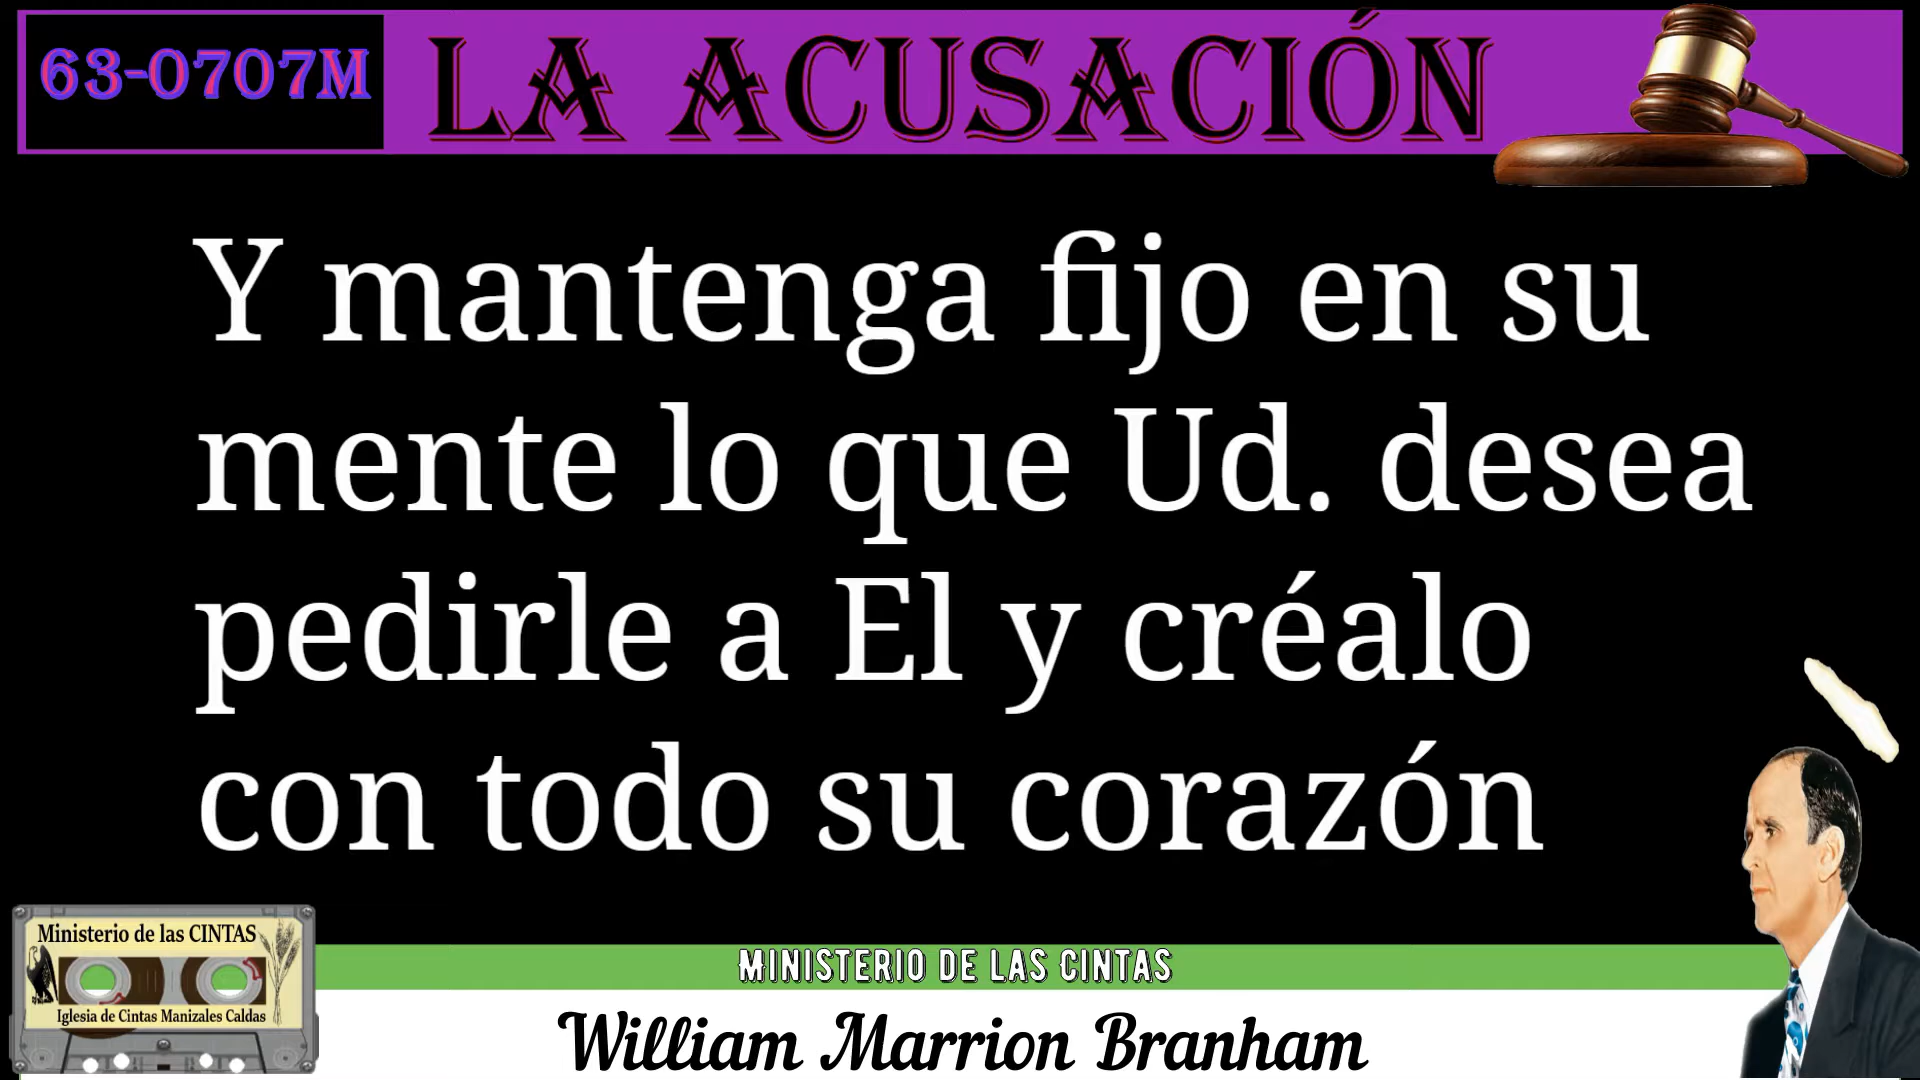 63-0707M
LA ACUSACIÓN
Y mantenga fijo en su
mente lo que Ud. desea
pedirle a El y créalo
con todo su corazón
Ministerio de las CINTAS
Iglesia de Cintas Manizales Caldas
MINISTERIO DE LAS CINTAS
William Marrion Branham